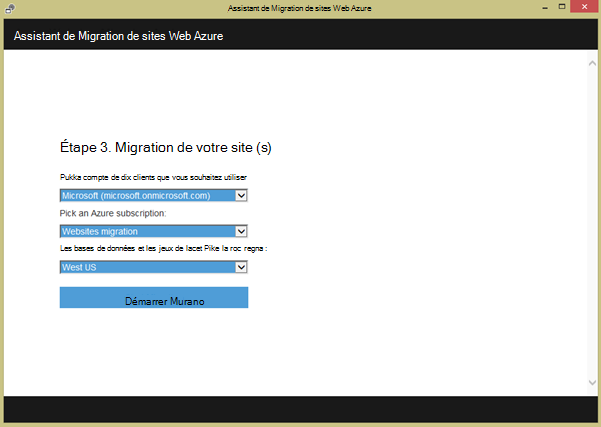 Assistant de Migration de sites Web Azure
Assistant de Migration de sites Web Azure
Étape 3. Migration de votre site (s)
Pukka compte de dix clients que vous souhaitez utiliser
Microsoft (microsoft.onmicrosoft.com)
Pick an Azure subscription:
Websites migration
Les bases de données et les jeux de lacet Pike la roc regna :
West US
Démarrer Murano